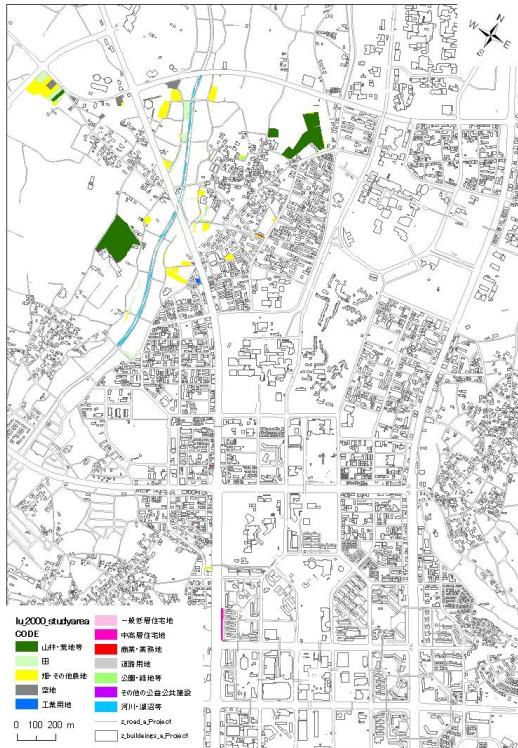 N
W
E
S
lu_2000_studyarea
CODE
山林・荒地等
田
畑・その他農地
空地
工業用地
一般低層住宅地
中高層住宅地
商業・業務地
道路用地
公園・緑地等
その他の公益公共施設
河川・湖沼等
z_road_a_Project
z_buildings_a_Project
0 100 200 m